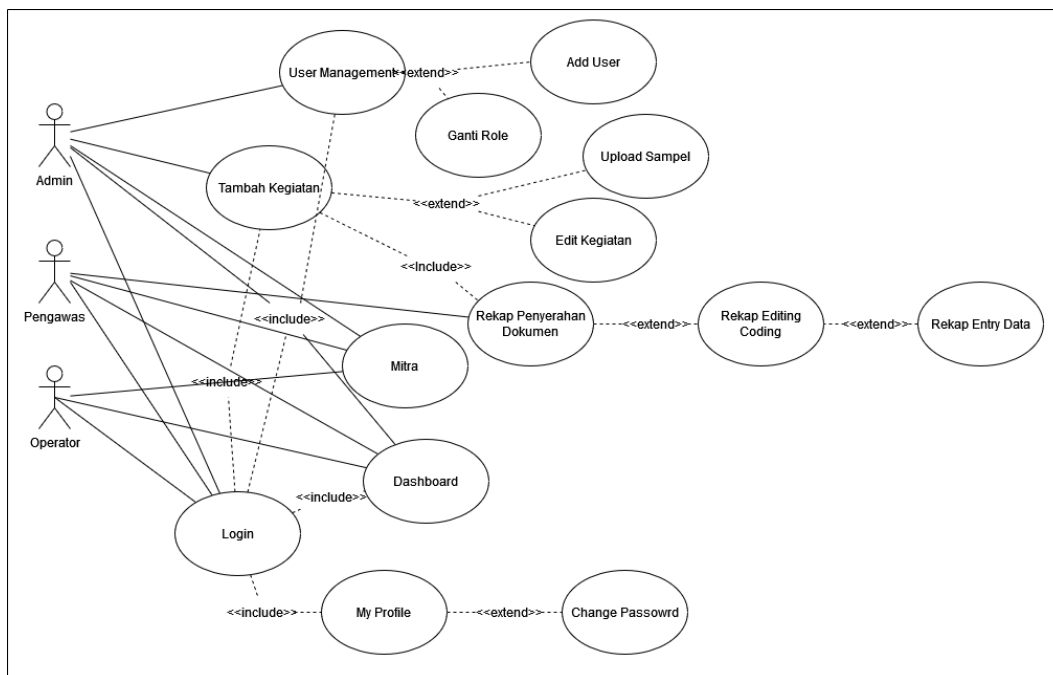 User Management
<<extend>>
Add User
Ganti Role
Admin
Tambah Kegiatan
Upload Sampel
<<extend>>
Edit Kegiatan
<<Include>>
Pengawas
Rekap Penyerahan
Dokumen
<<extend>>
Rekap Editing
Coding
<<extend>>
Rekap Entry Data
<<include>>
Mitra
<<include>>
Operator
Dashboard
<<include>>
Login
<<include>>
My Profile
<<extend>>
Change Passowrd